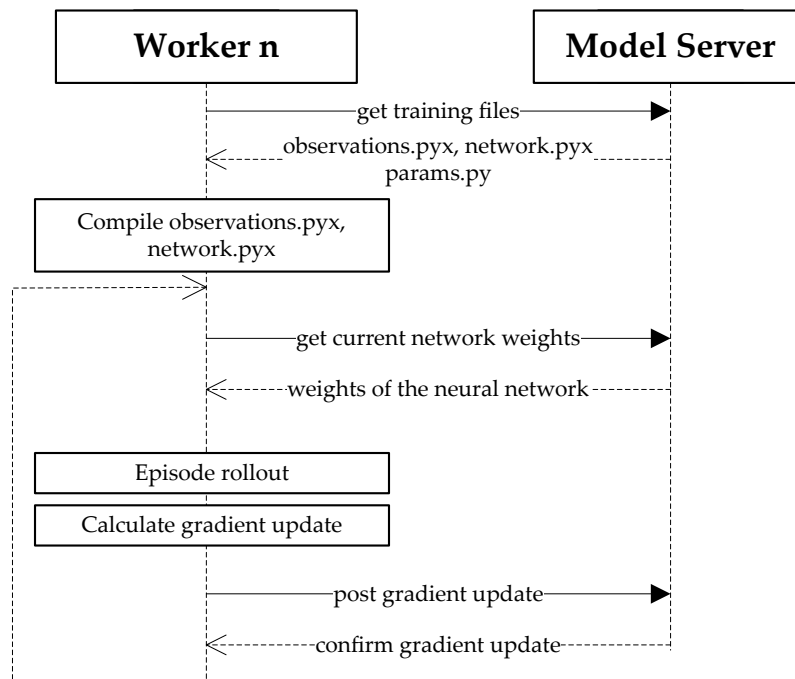 Worker n
Model Server
get training files
observations.pyx, network.pyx
params.py
Compile observations.pyx,
network.pyx
get current network weights
weights of the neural network
Episode rollout
Calculate gradient update
post gradient update
confirm gradient update